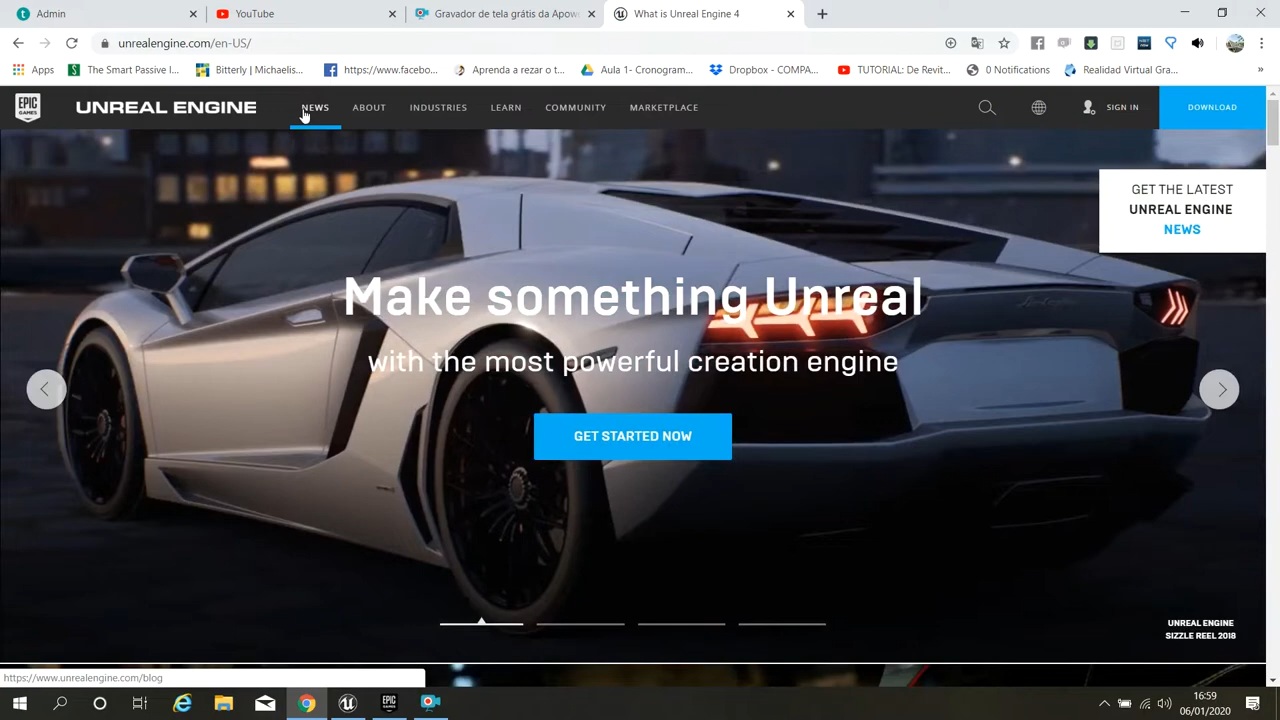 Admin
YouTube
Gravador de tela grátis da Apowe
What is Unreal Engine 4
unrealengine.com/en-US/
Apps
The Smart Passive I...
Bitterly | Michaelis...
https://www.facebo...
Aprenda a rezar o t...
Aula 1- Cronogram...
Dropbox - COMPA...
TUTORIAL: De Revit...
0 Notifications
Realidad Virtual Gra...
»
EPIC GAMES
UNREAL ENGINE
NEWS
ABOUT
INDUSTRIES
LEARN
COMMUNITY
MARKETPLACE
SIGN IN
DOWNLOAD
GET THE LATEST
UNREAL ENGINE
NEWS
Make something Unreal
with the most powerful creation engine
GET STARTED NOW
UNREAL ENGINE
SIZZLE REEL 2018
https://www.unrealengine.com/blog
16:59
06/01/2020